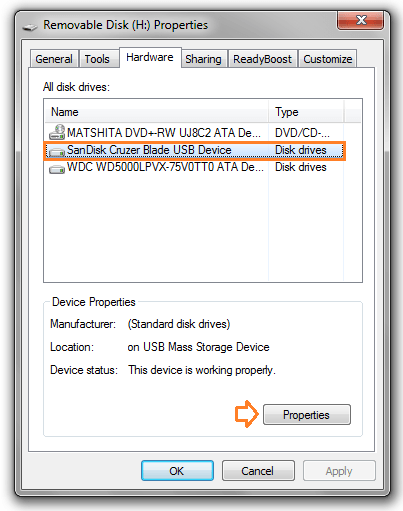 Removable Disk (H:) Properties
General Tools Hardware Sharing ReadyBoost Customize
All disk drives:
Name Type
MATSHITA DVD+-RW UJ8C2 ATA De... DVD/CD-...
SanDisk Cruzer Blade USB Device Disk drives
WDC WD5000LPVX-75V0TT0 ATA De... Disk drives
Device Properties
Manufacturer: (Standard disk drives)
Location: on USB Mass Storage Device
Device status: This device is working properly.
Properties
OK Cancel Apply